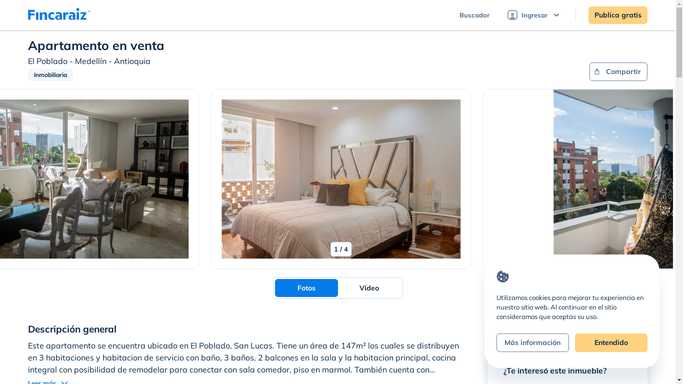 Fincaraiz
Buscador
Ingresar
Publica gratis
Apartamento en venta
El Poblado - Medellín - Antioquia
Inmobiliaria
Compartir
1 / 4
Fotos
Video
Utilizamos cookies para mejorar tu experiencia en
nuestro sitio web. Al continuar en el sitio
consideramos que aceptas su uso.
Más información
Entendido
Descripción general
Este apartamento se encuentra ubicado en El Poblado, San Lucas. Tiene un área de 147m² los cuales se distribuyen
en 3 habitaciones y habitacion de servicio con baño, 3 baños, 2 balcones en la sala y la habitacion principal, cocina
integral con posibilidad de remodelar para conectar con sala comedor, piso en marmol. También cuenta con...
Leer más
¿Te interesó este inmueble?